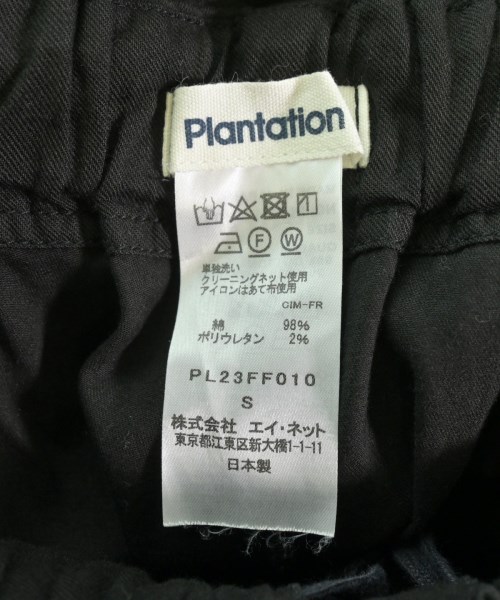 Plantation
F W
単独洗い
クリーニングネット使用
アイコンはあて布使用
CIM-FR
綿 98%
ポリウレタン 2%
PL23FF010
S
株式会社 エイ・ネット
東京都江東区新大橋1-1-11
日本製